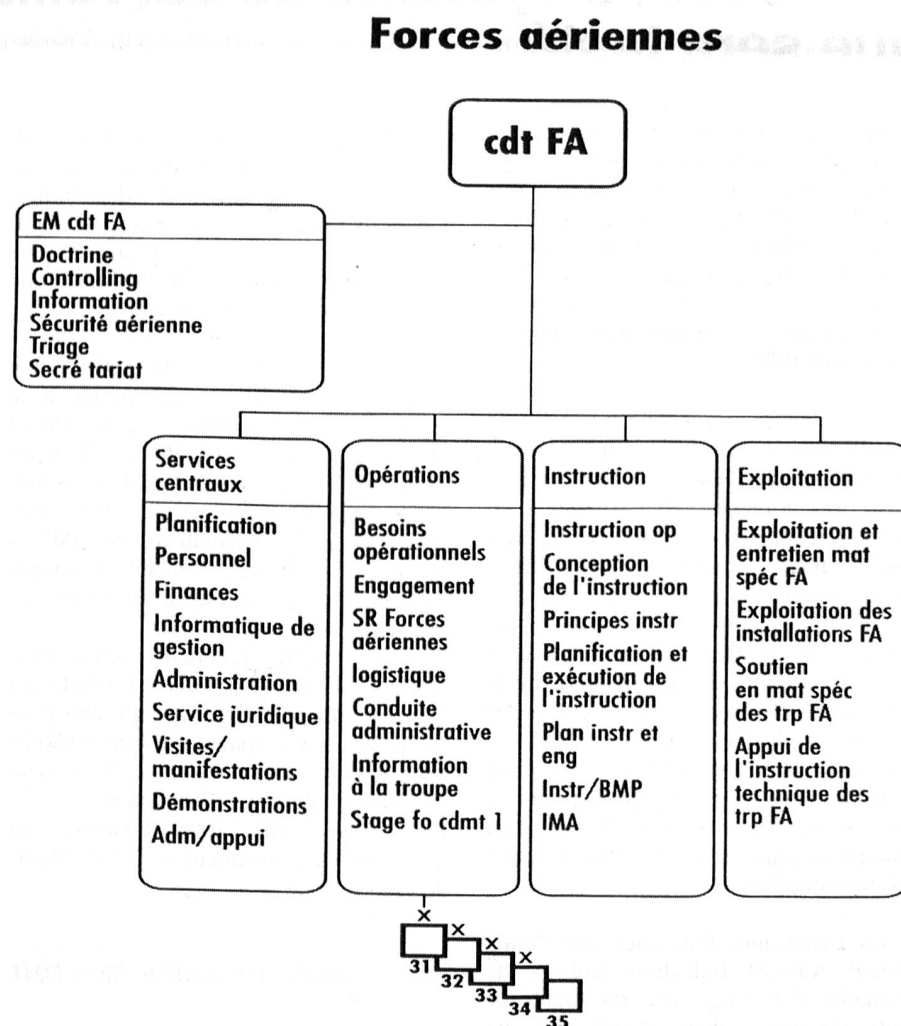 Forces aériennes
cdt FA
EM cdt FA
Doctrine
Controlling
Information
Sécurité aérienne
Triage
Secré tariat
Services
centraux
Planification
Personnel
Finances
Informatique de
gestion
Administration
Service juridique
Visites/
manifestations
Démonstrations
Adm/appui
Opérations
Besoins
opérationnels
Engagement
SR Forces
aériennes
logistique
Conduite
administrative
Information
à la troupe
Stage fo cdmt 1
Instruction
Instruction op
Conception
de l'instruction
Principes instr
Planification et
exécution de
l'instruction
Plan instr et
eng
Instr/BMP
IMA
Exploitation
Exploitation et
entretien mat
spéc FA
Exploitation des
installations FA
Soutien
en mat spéc
des trp FA
Appui de
l'instruction
technique des
trp FA
x
x
x
x
31
32
33
34
35